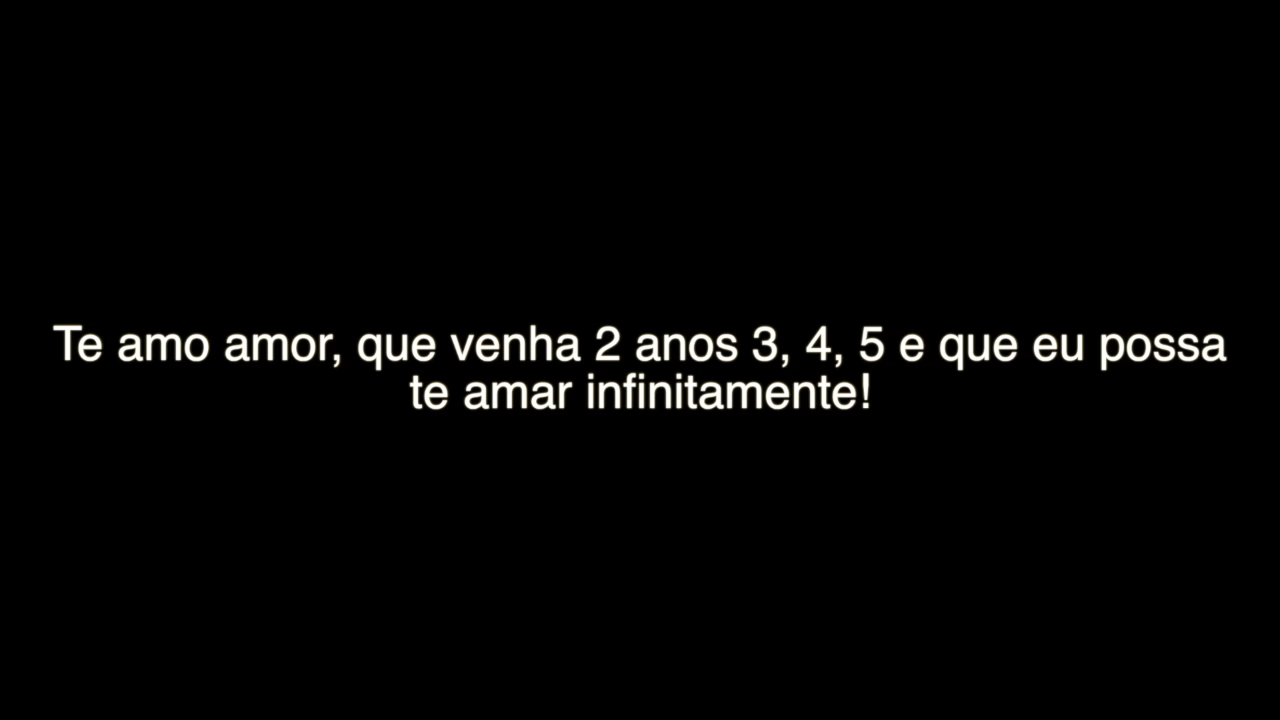 Te amo amor, que venha 2 anos 3, 4, 5 e que eu possa
te amar infinitamente!